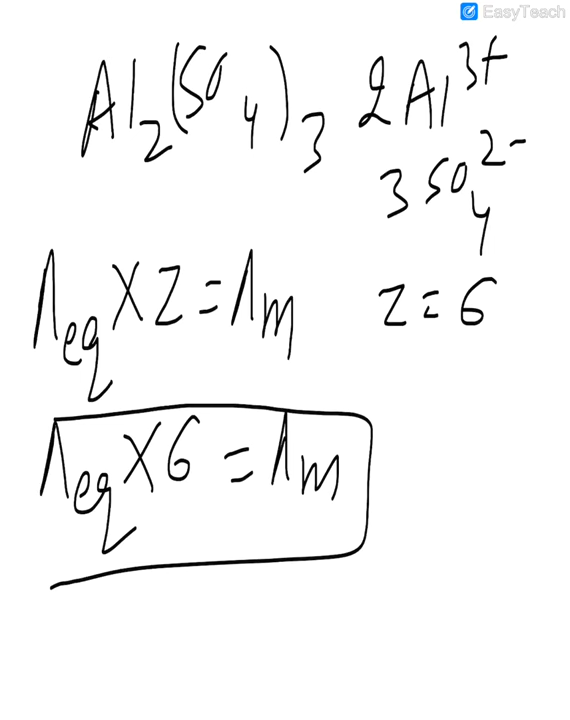 EasyTeach
Al₂(SO₄)₃ 2Al³⁺
3SO₄²⁻
Λeq × Z = Λm Z = 6
Λeq × 6 = Λm